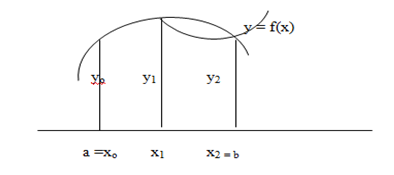 y = f(x)
y₀ y₁ y₂
a =x₀ x₁ x₂ = b